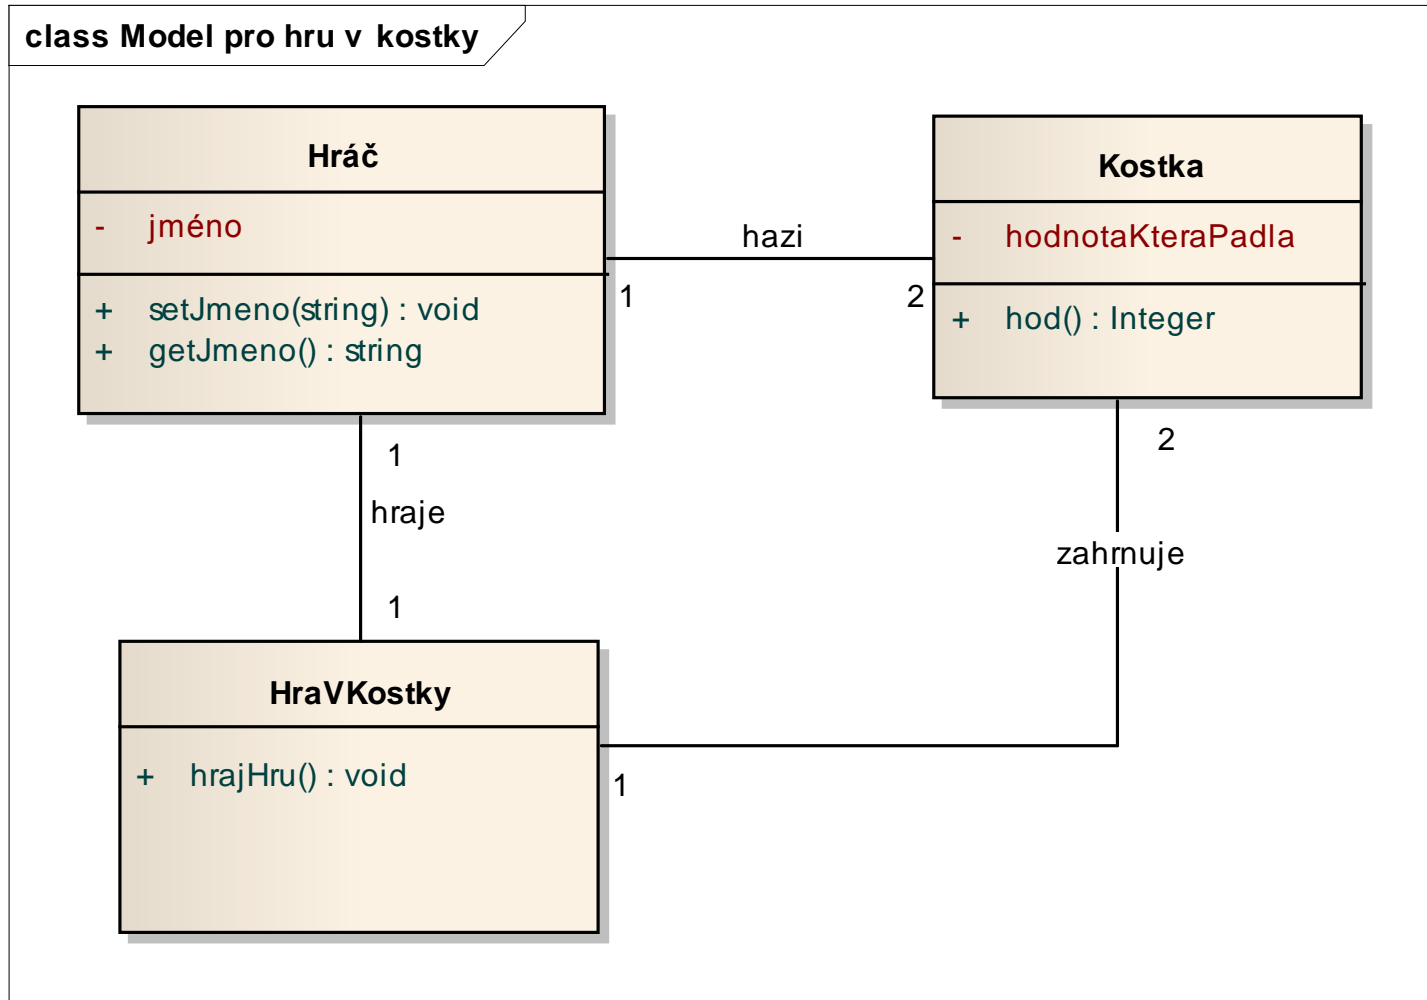 class Model pro hru v kostky
Hráč
- jméno
+ setJmeno(string) : void
+ getJmeno() : string
hazi
1
2
Kostka
- hodnotaKteraPadla
+ hod() : Integer
1
hraje
1
2
zahrnuje
HraVKostky
+ hrajHru() : void
1